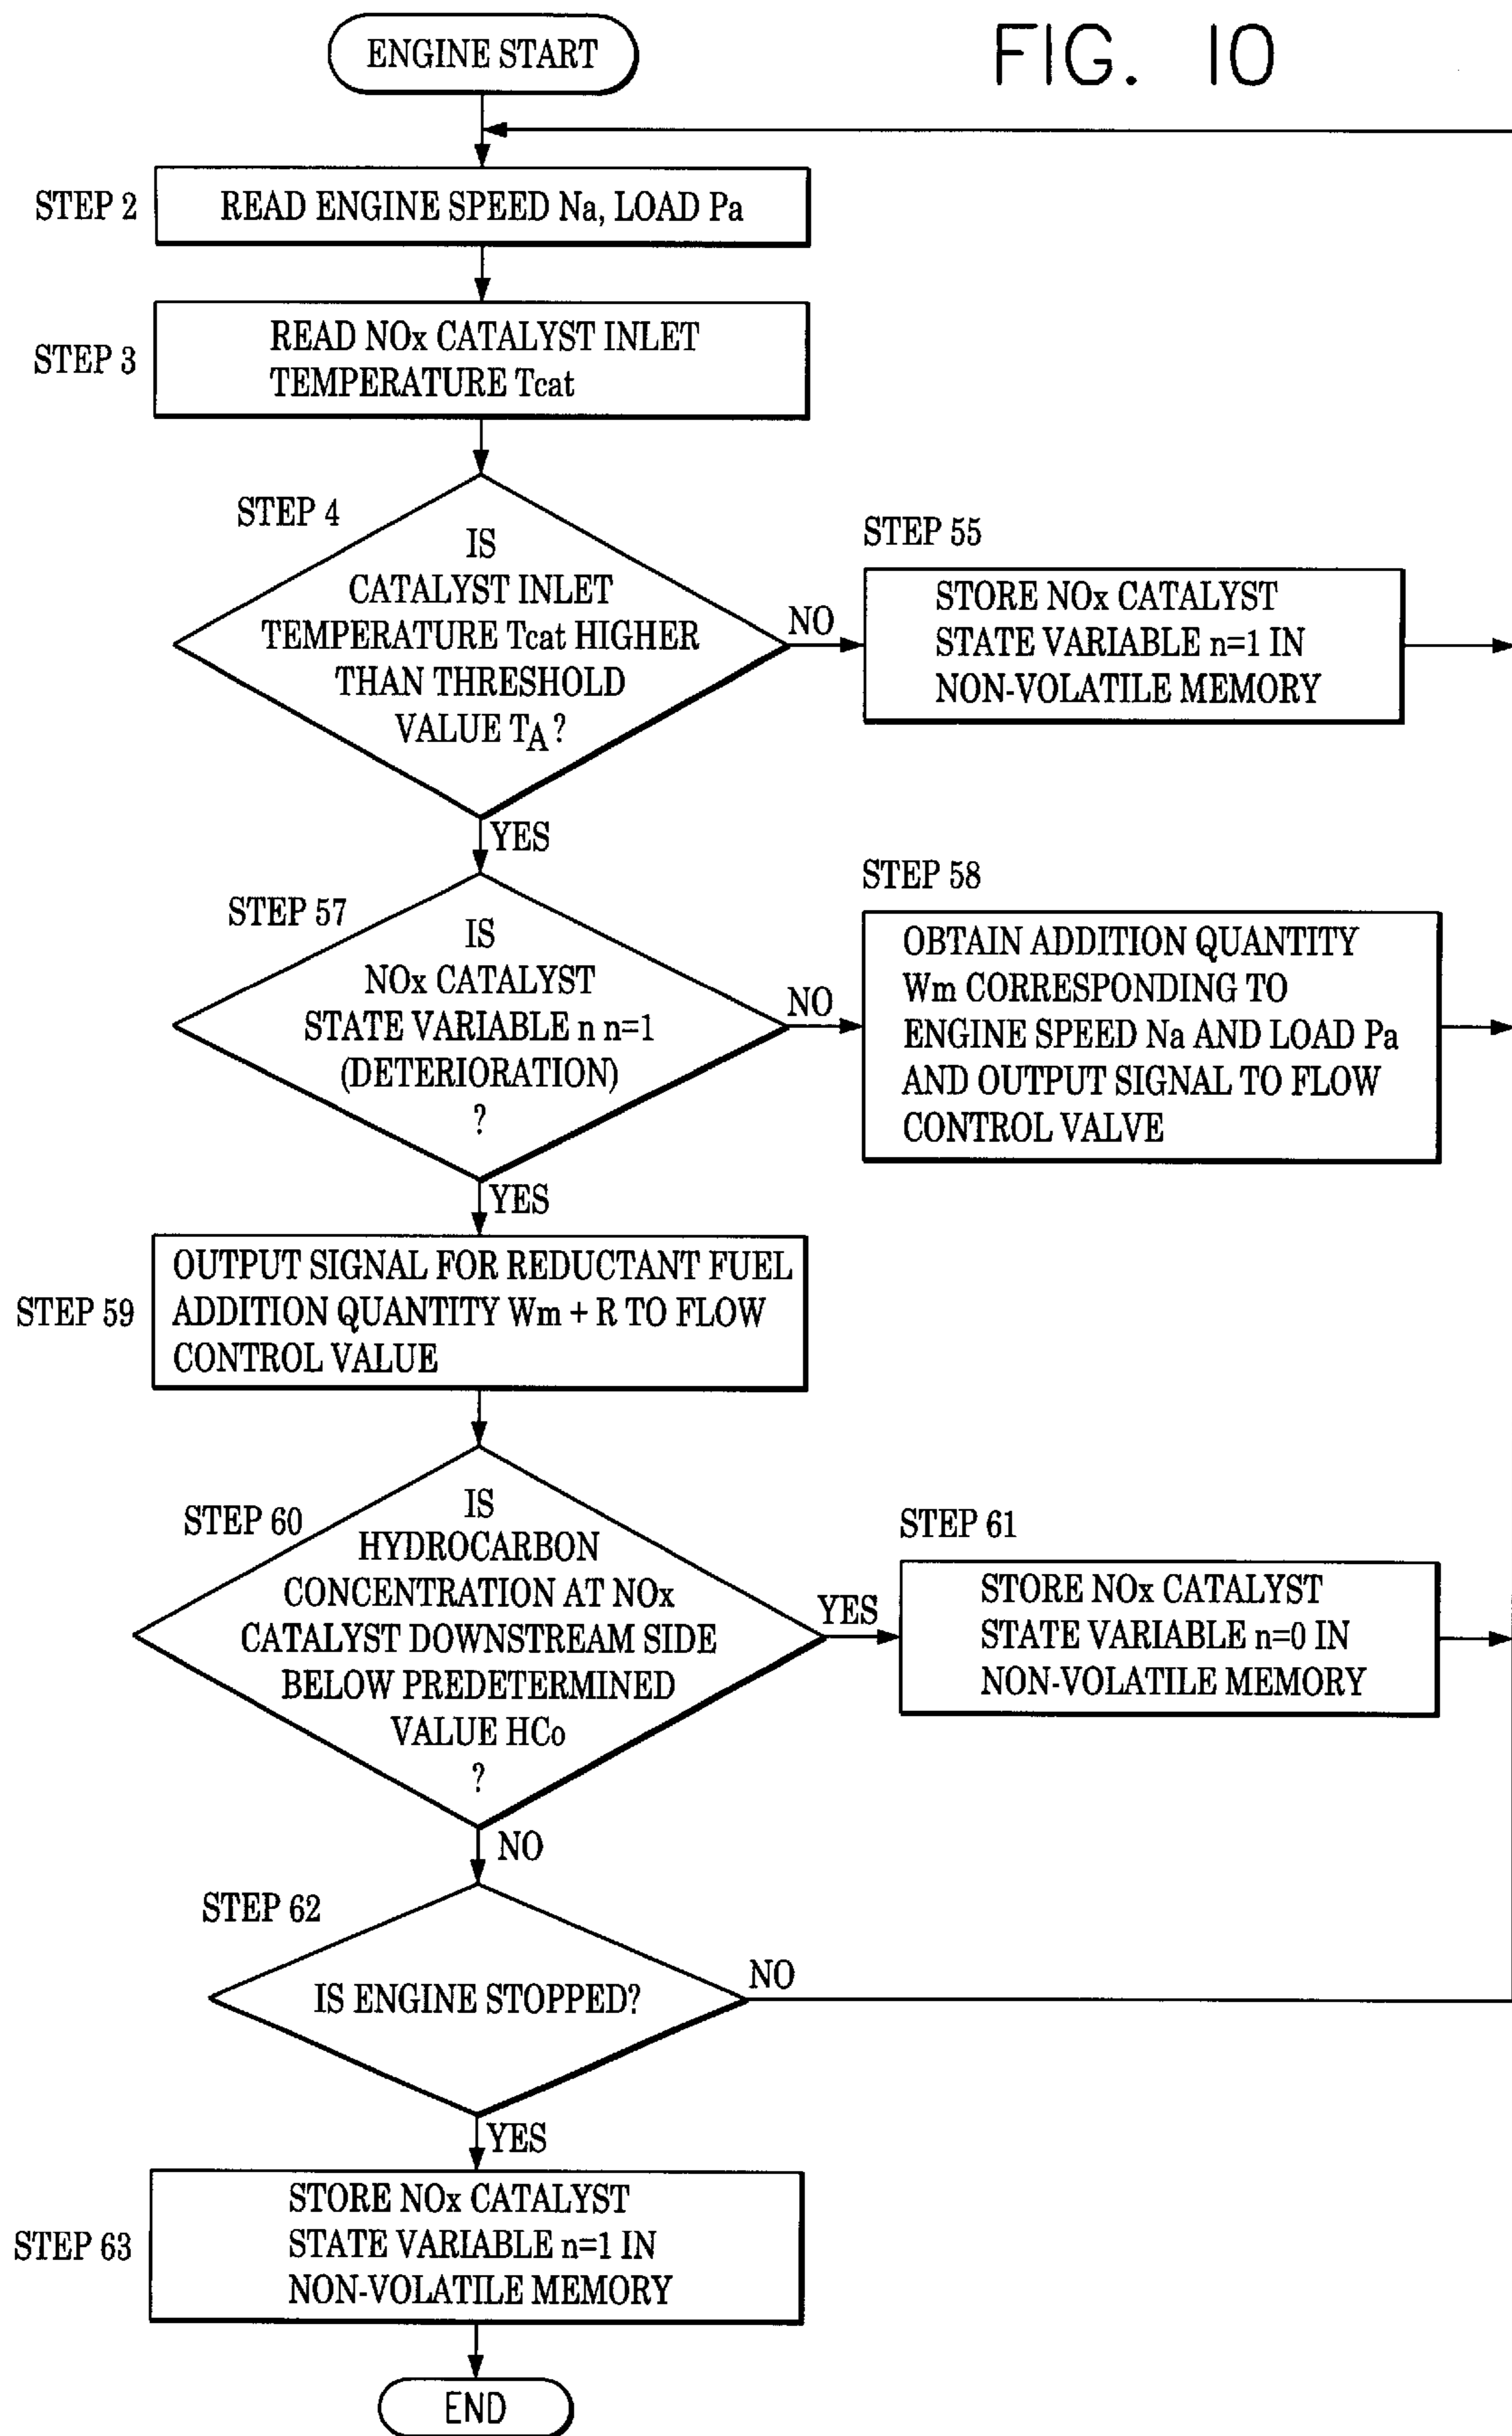 FIG. 10
ENGINE START
STEP 2
READ ENGINE SPEED Na, LOAD Pa
STEP 3
READ NOx CATALYST INLET
TEMPERATURE Tcat
STEP 4
IS
CATALYST INLET
TEMPERATURE Tcat HIGHER
THAN THRESHOLD
VALUE TA?
NO
STEP 55
STORE NOx CATALYST
STATE VARIABLE n=1 IN
NON-VOLATILE MEMORY
YES
STEP 57
IS
NOx CATALYST
STATE VARIABLE n n=1
(DETERIORATION)
?
NO
STEP 58
OBTAIN ADDITION QUANTITY
Wm CORRESPONDING TO
ENGINE SPEED Na AND LOAD Pa
AND OUTPUT SIGNAL TO FLOW
CONTROL VALVE
YES
STEP 59
OUTPUT SIGNAL FOR REDUCTANT FUEL
ADDITION QUANTITY Wm + R TO FLOW
CONTROL VALUE
STEP 60
IS
HYDROCARBON
CONCENTRATION AT NOx
CATALYST DOWNSTREAM SIDE
BELOW PREDETERMINED
VALUE HCo
?
YES
STEP 61
STORE NOx CATALYST
STATE VARIABLE n=0 IN
NON-VOLATILE MEMORY
NO
STEP 62
IS ENGINE STOPPED?
NO
YES
STEP 63
STORE NOx CATALYST
STATE VARIABLE n=1 IN
NON-VOLATILE MEMORY
END